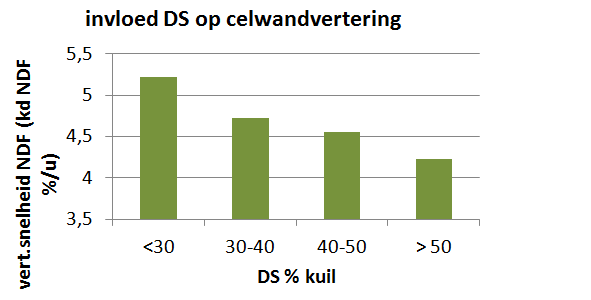 invloed DS op celwandvertering
vert.snelheid NDF (kd NDF
%/u)
5,5
5
4,5
4
3,5
<30
30-40
40-50
> 50
DS % kuil